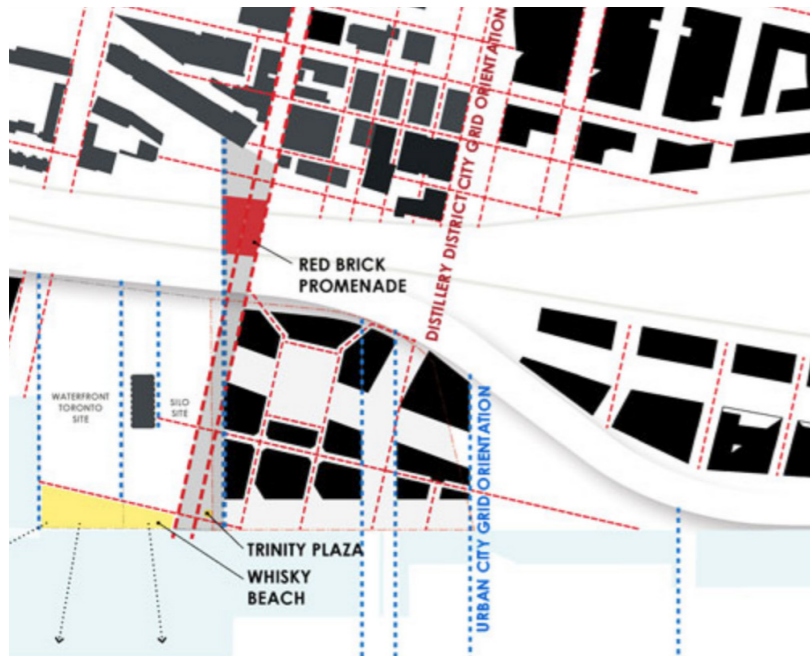 DISTILLERY DISTRICT CITY GRID ORIENTATION
RED BRICK
PROMENADE
WATERFRONT
TORONTO
SITE
SILO
SITE
URBAN CITY GRID ORIENTATION
TRINITY PLAZA
WHISKY
BEACH